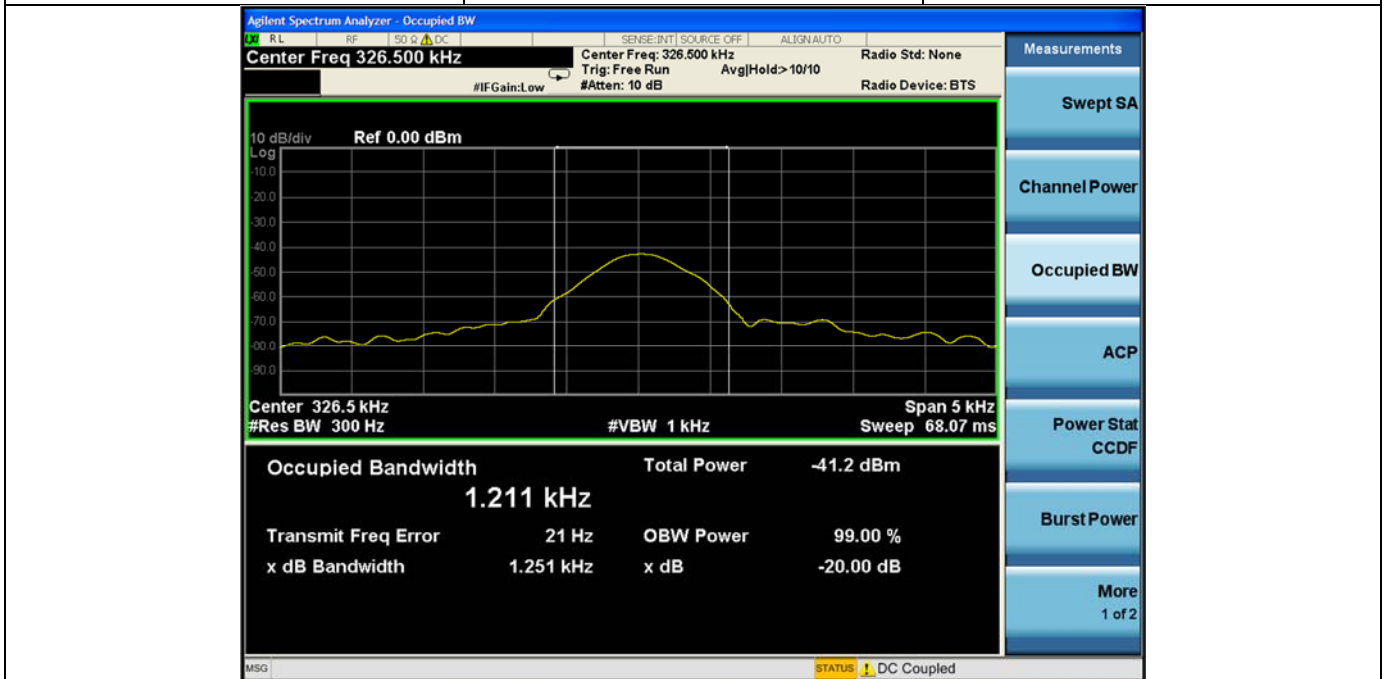 Agilent Spectrum Analyzer - Occupied BW
LXI RL RF 50 Ω DC SENSE:INT SOURCE OFF ALIGN AUTO
Center Freq 326.500 kHz
Center Freq: 326.500 kHz Radio Std: None
Trig: Free Run Avg|Hold:>10/10
#IFGain:Low #Atten: 10 dB Radio Device: BTS
10 dB/div Ref 0.00 dBm
Log
-10.0
-20.0
-30.0
-40.0
-50.0
-60.0
-70.0
-90.0
Center 326.5 kHz Span 5 kHz
#Res BW 300 Hz #VBW 1 kHz Sweep 68.07 ms
Occupied Bandwidth Total Power -41.2 dBm
1.211 kHz
Transmit Freq Error 21 Hz OBW Power 99.00 %
x dB Bandwidth 1.251 kHz x dB -20.00 dB
MSG STATUS DC Coupled
Measurements
Swept SA
Channel Power
Occupied BW
ACP
Power Stat
CCDF
Burst Power
More
1 of 2